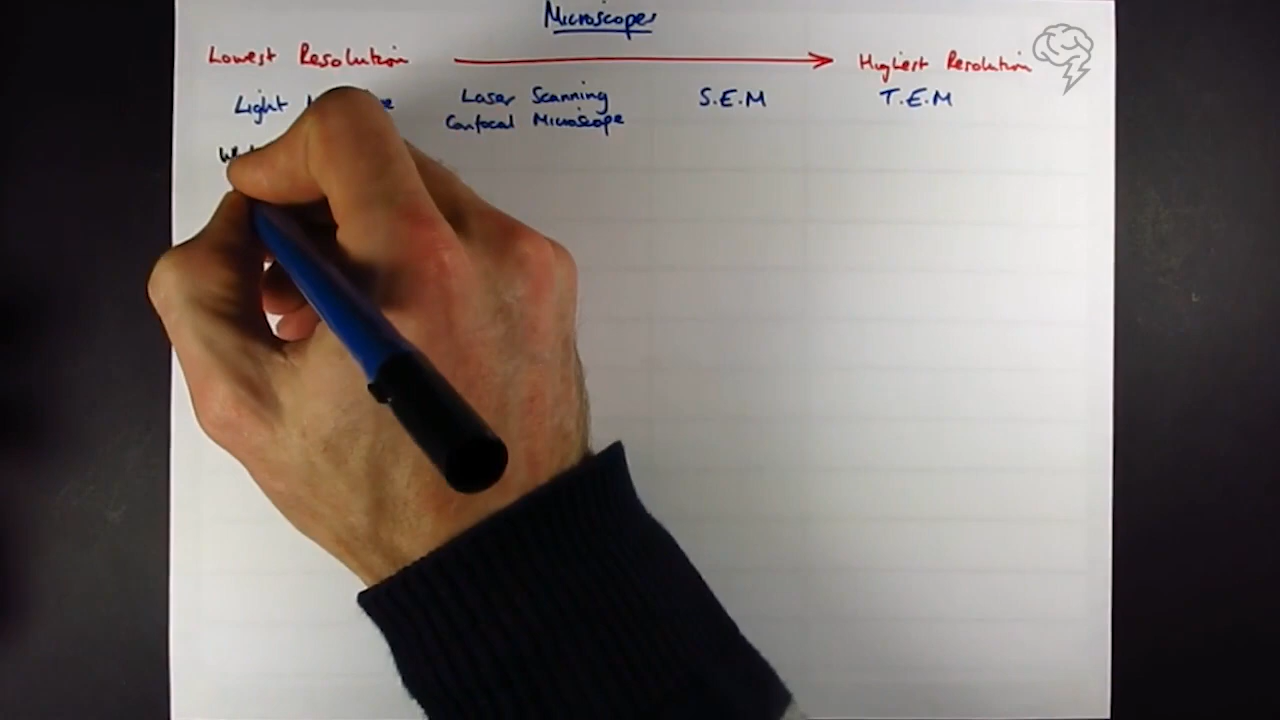 Microscopes
Lowest Resolution Highest Resolution
Light Laser Scanning S.E.M T.E.M
Confocal Microscope